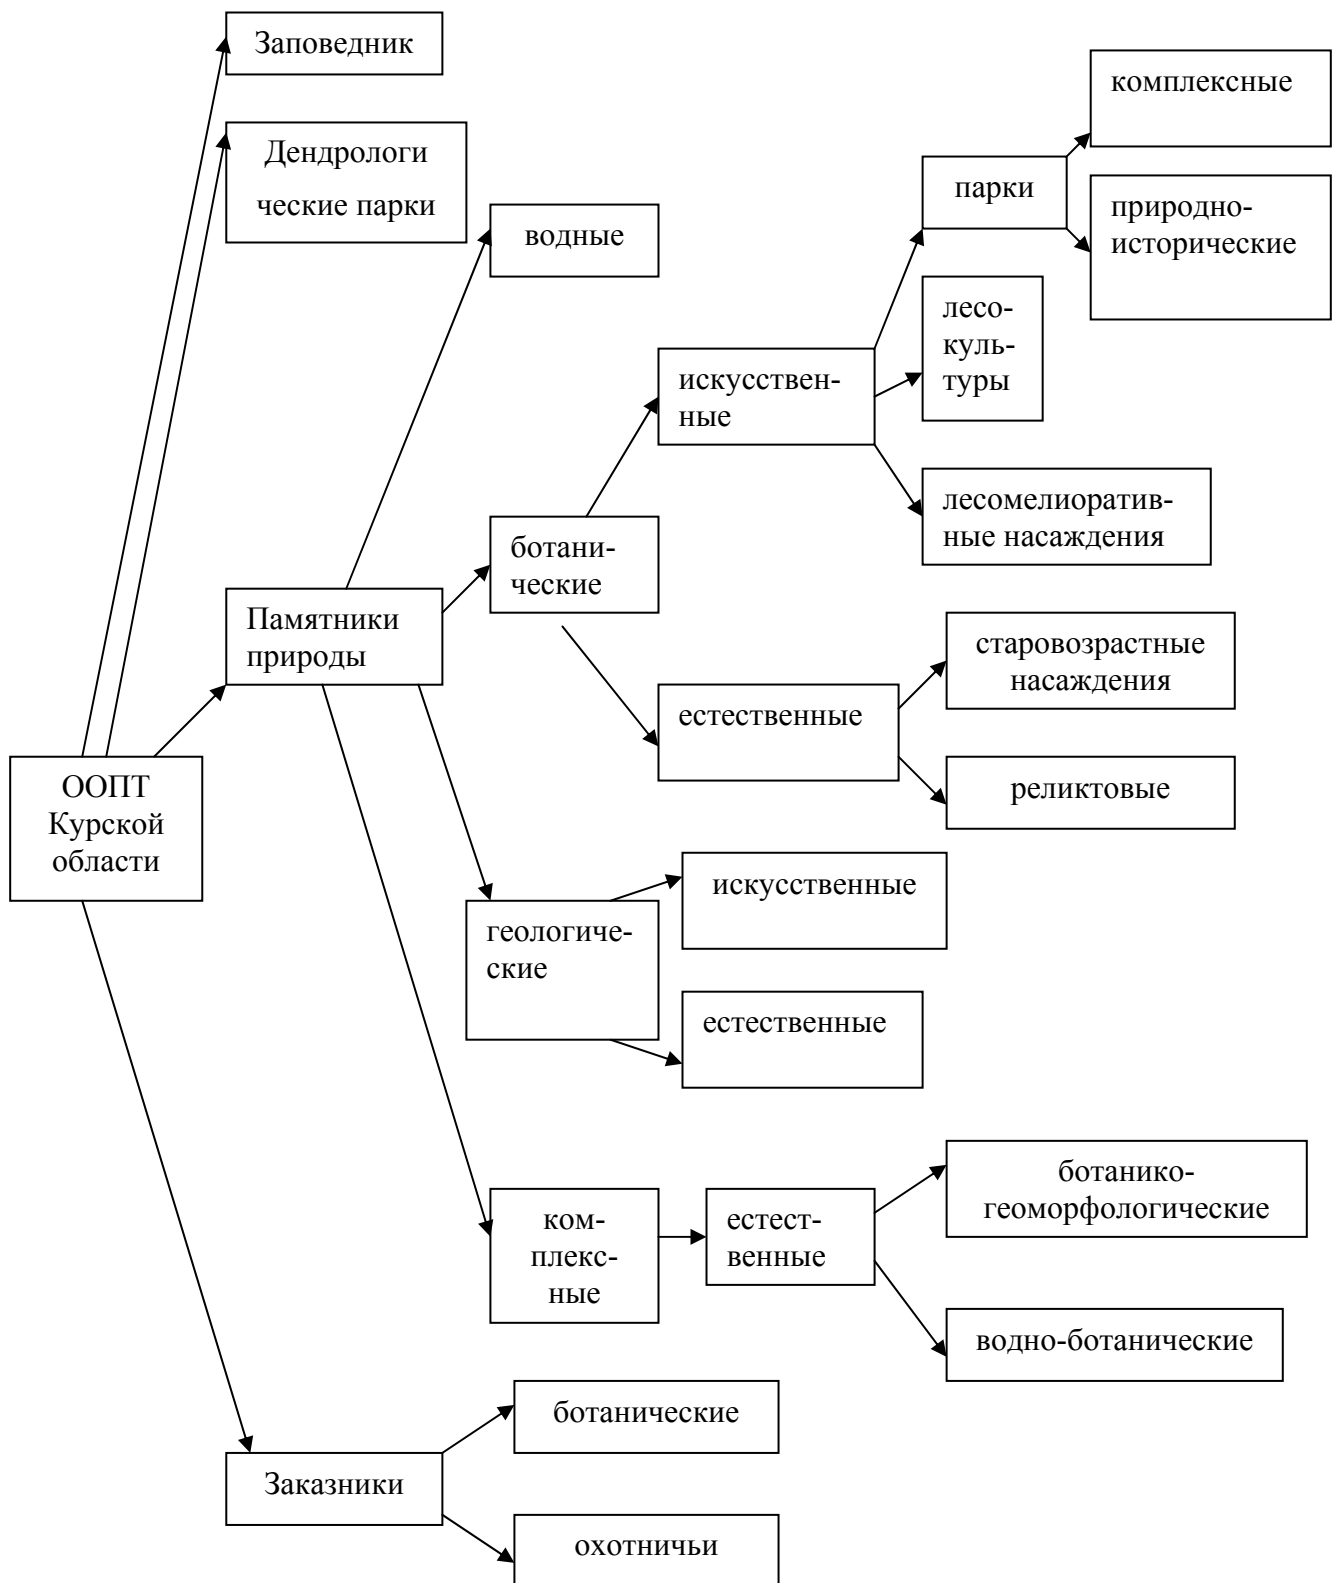 Заповедник
Дендрологи
ческие парки
водные
комплексные
парки
природно-
исторические
лесо-
куль-
туры
искусствен-
ные
лесомелиоратив-
ные насаждения
ботани-
ческие
Памятники
природы
старовозрастные
насаждения
естественные
реликтовые
ООПТ
Курской
области
искусственные
геологиче-
ские
естественные
ком-
плекс-
ные
естест-
венные
ботанико-
геоморфологические
водно-ботанические
ботанические
Заказники
охотничьи